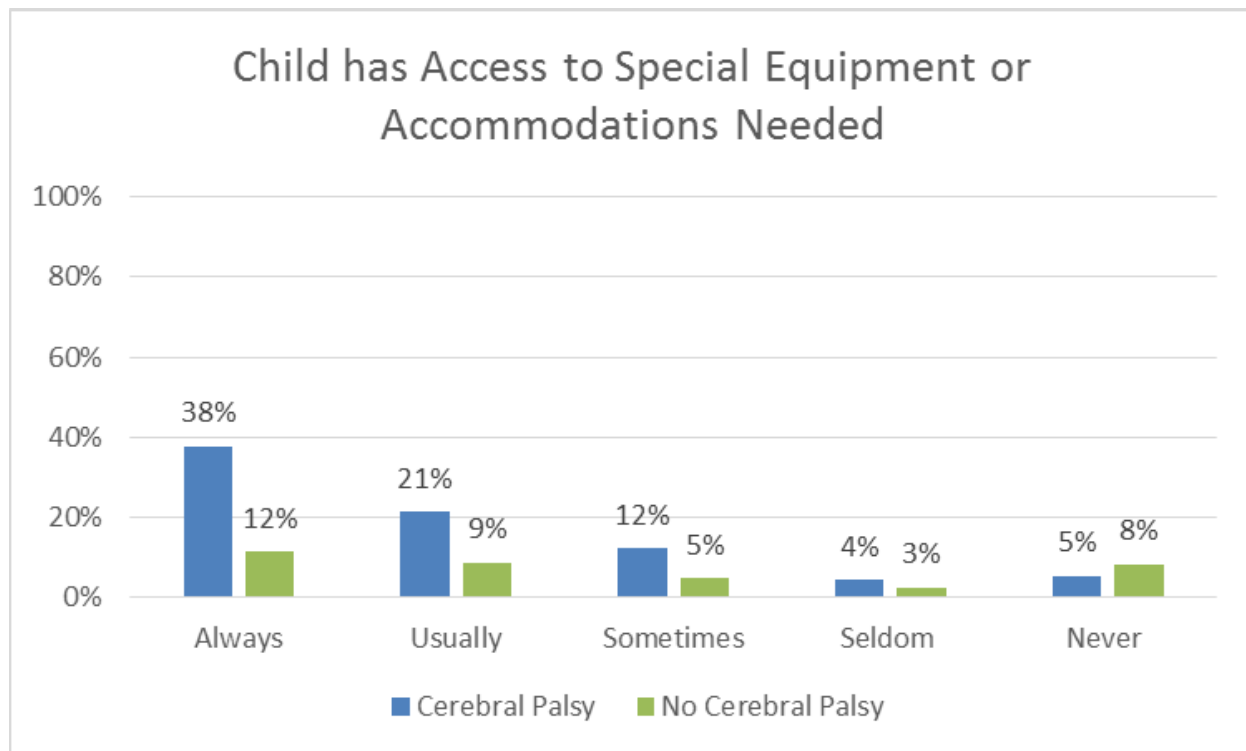 Child has Access to Special Equipment or
Accommodations Needed
100%
80%
60%
40%
20%
0%
38%
12%
21%
9%
12%
5%
4%
3%
5%
8%
Always
Usually
Sometimes
Seldom
Never
Cerebral Palsy
No Cerebral Palsy